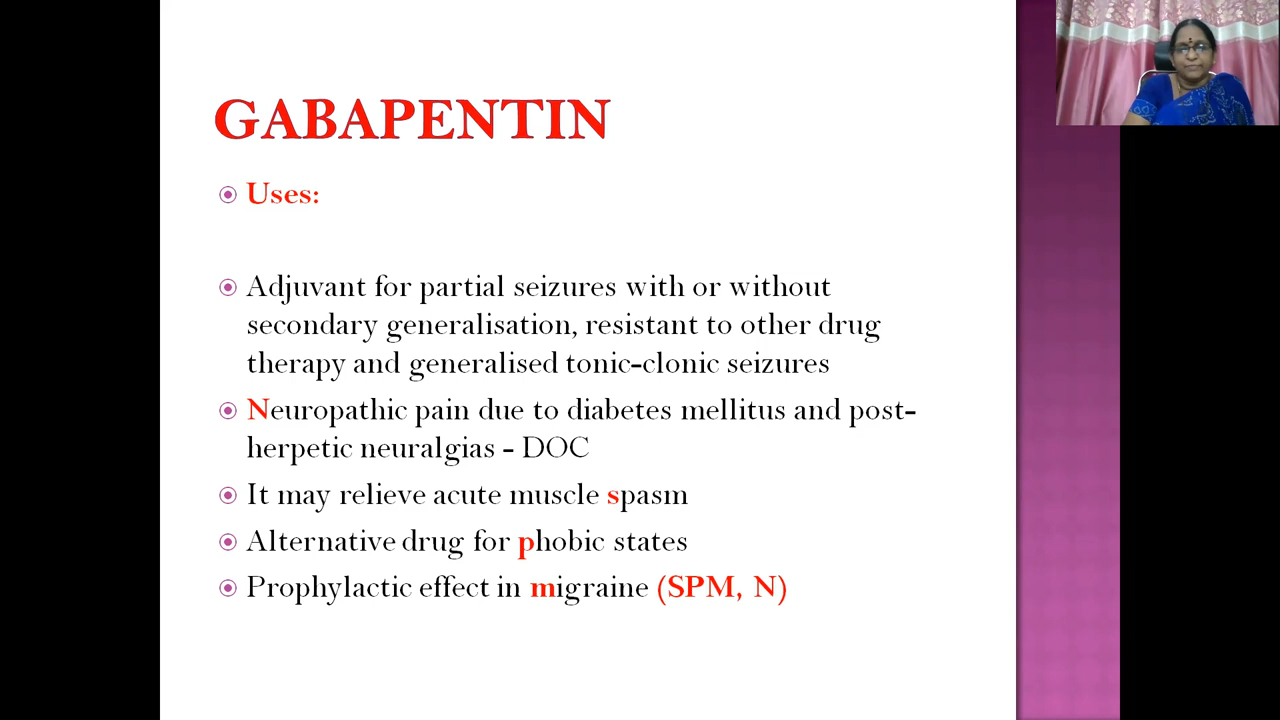 GABAPENTIN
Uses:
Adjuvant for partial seizures with or without
secondary generalisation, resistant to other drug
therapy and generalised tonic-clonic seizures
Neuropathic pain due to diabetes mellitus and post-
herpetic neuralgias - DOC
It may relieve acute muscle spasm
Alternative drug for phobic states
Prophylactic effect in migraine (SPM, N)